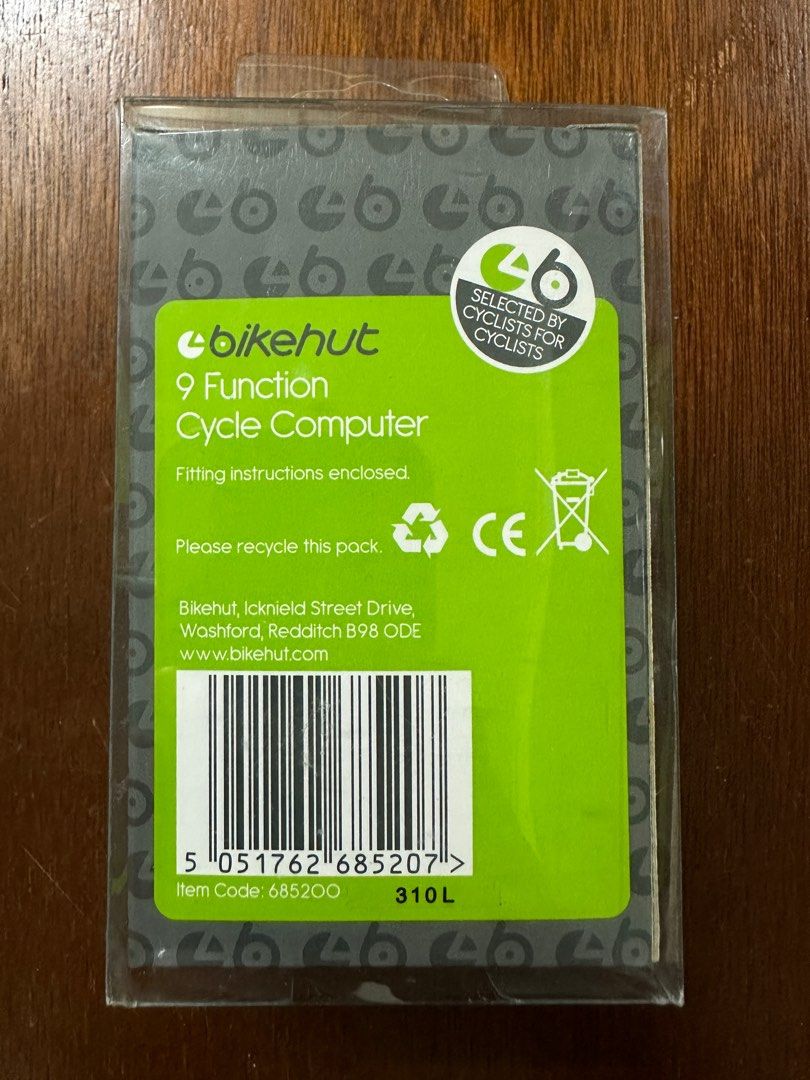 SELECTED BY
CYCLISTS FOR
CYCLISTS
bikehut
9 Function
Cycle Computer
Fitting instructions enclosed.
Please recycle this pack.
CE
Bikehut, Icknield Street Drive,
Washford, Redditch B98 0DE
www.bikehut.com
5 051762 685207 >
Item Code: 685200
310L